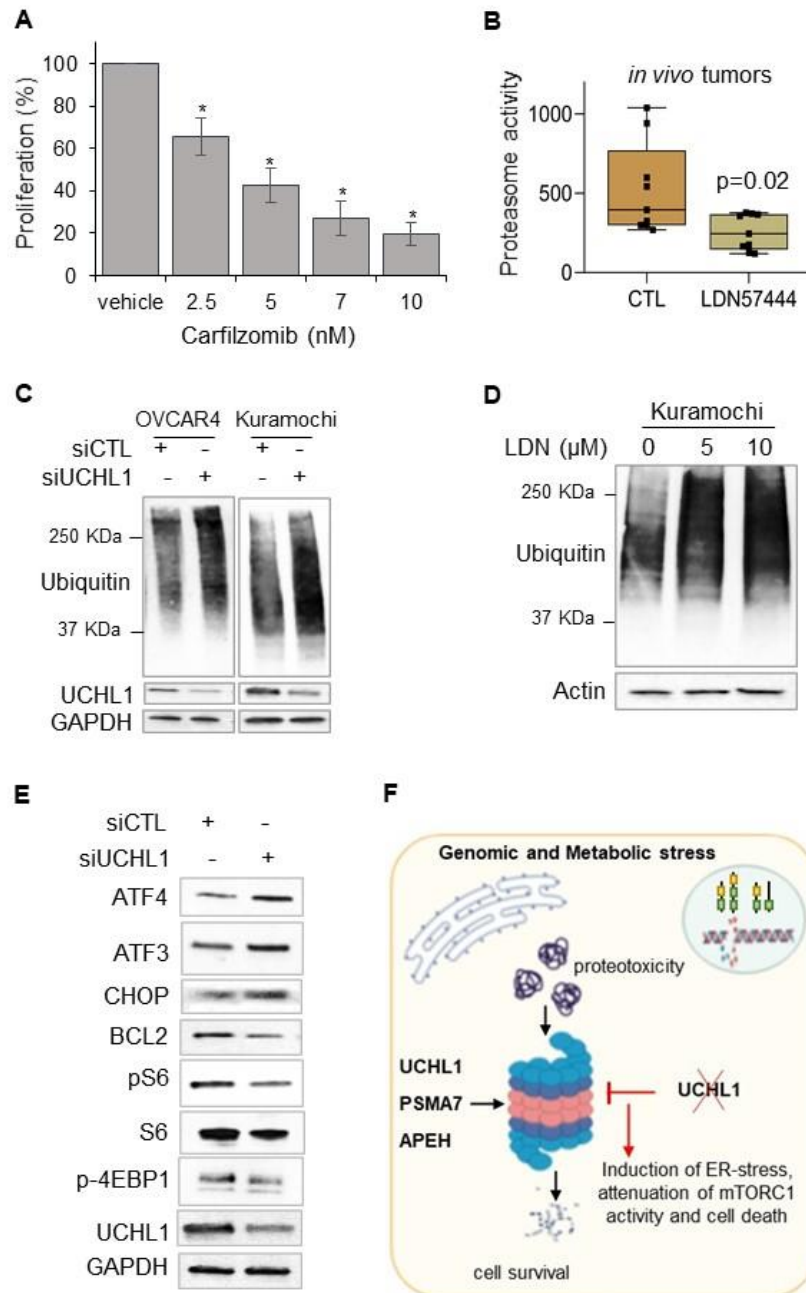 A
Proliferation (%)
100
80
60
40
20
0
*
*
*
*
vehicle 2.5 5 7 10
Carfilzomib (nM)
B
in vivo tumors
Proteasome activity
1000
500
0
p=0.02
CTL LDN57444
C
OVCAR4 Kuramochi
siCTL + - + -
siUCHL1 - + - +
250 KDa
Ubiquitin
37 KDa
UCHL1
GAPDH
D
Kuramochi
LDN (µM) 0 5 10
250 KDa
Ubiquitin
37 KDa
Actin
E
siCTL + -
siUCHL1 - +
ATF4
ATF3
CHOP
BCL2
pS6
S6
p-4EBP1
UCHL1
GAPDH
F
Genomic and Metabolic stress
proteotoxicity
UCHL1
PSMA7
APEH
UCHL1
Induction of ER-stress,
attenuation of mTORC1
activity and cell death
cell survival